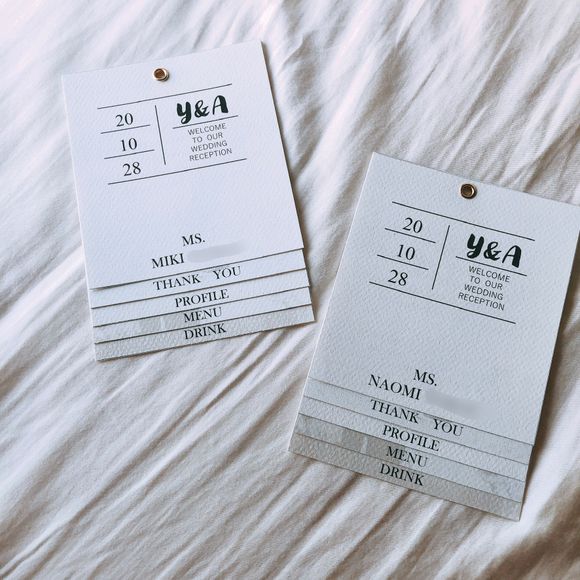 20
10
28
Y&A
WELCOME
TO OUR
WEDDING
RECEPTION
MS.
MIKI
THANK YOU
PROFILE
MENU
DRINK
20
10
28
Y&A
WELCOME
TO OUR
WEDDING
RECEPTION
MS.
NAOMI
THANK YOU
PROFILE
MENU
DRINK